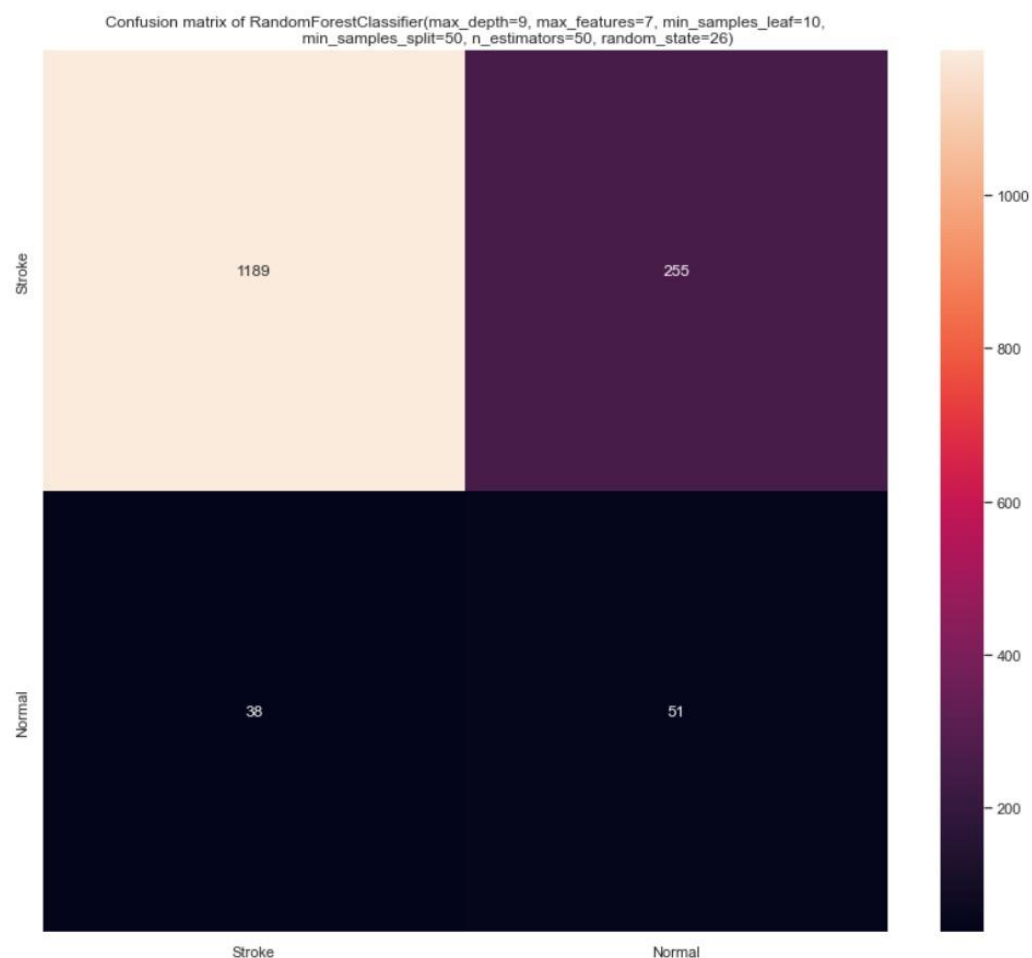 Confusion matrix of RandomForestClassifier(max_depth=9, max_features=7, min_samples_leaf=10,
min_samples_split=50, n_estimators=50, random_state=26)
Stroke
1189
255
1000
800
600
400
200
Normal
38
51
Stroke
Normal